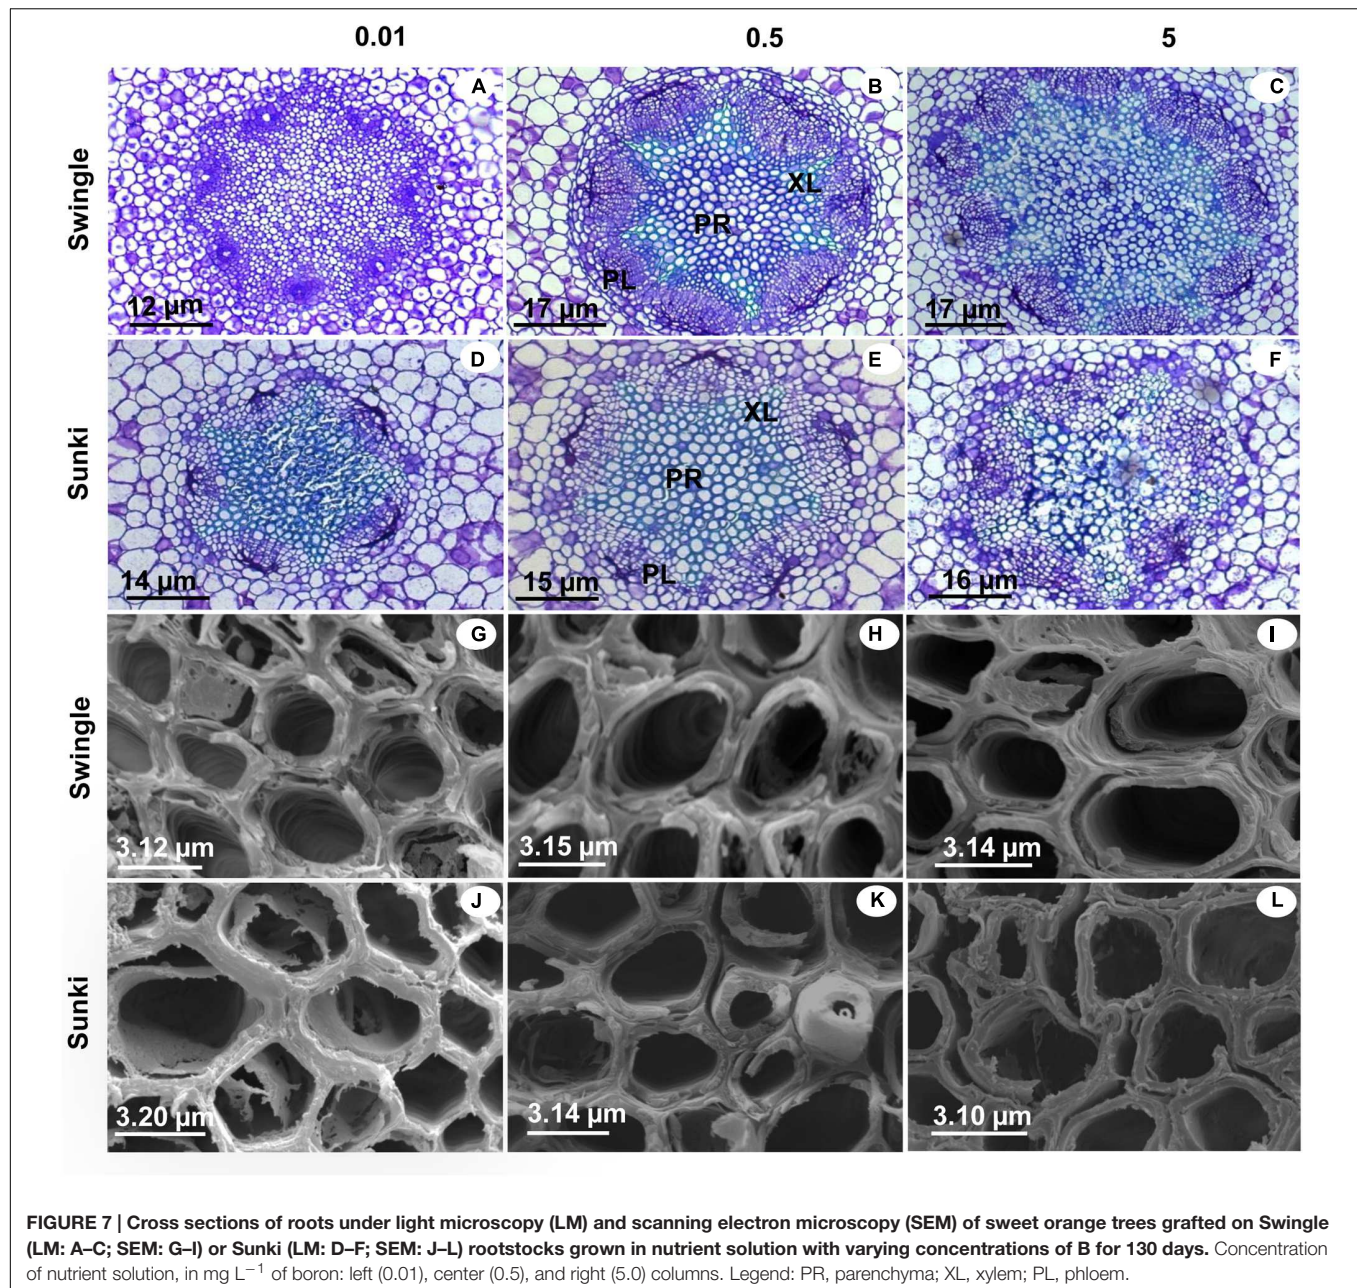 0.01 0.5 5
Swingle
A B C
XL
PR
PL
12 µm 17 µm 17 µm
Sunki
D E F
XL
PR
PL
14 µm 15 µm 16 µm
Swingle
G H I
3.12 µm 3.15 µm 3.14 µm
Sunki
J K L
3.20 µm 3.14 µm 3.10 µm
FIGURE 7 | Cross sections of roots under light microscopy (LM) and scanning electron microscopy (SEM) of sweet orange trees grafted on Swingle
(LM: A–C; SEM: G–I) or Sunki (LM: D–F; SEM: J–L) rootstocks grown in nutrient solution with varying concentrations of B for 130 days. Concentration
of nutrient solution, in mg L⁻¹ of boron: left (0.01), center (0.5), and right (5.0) columns. Legend: PR, parenchyma; XL, xylem; PL, phloem.